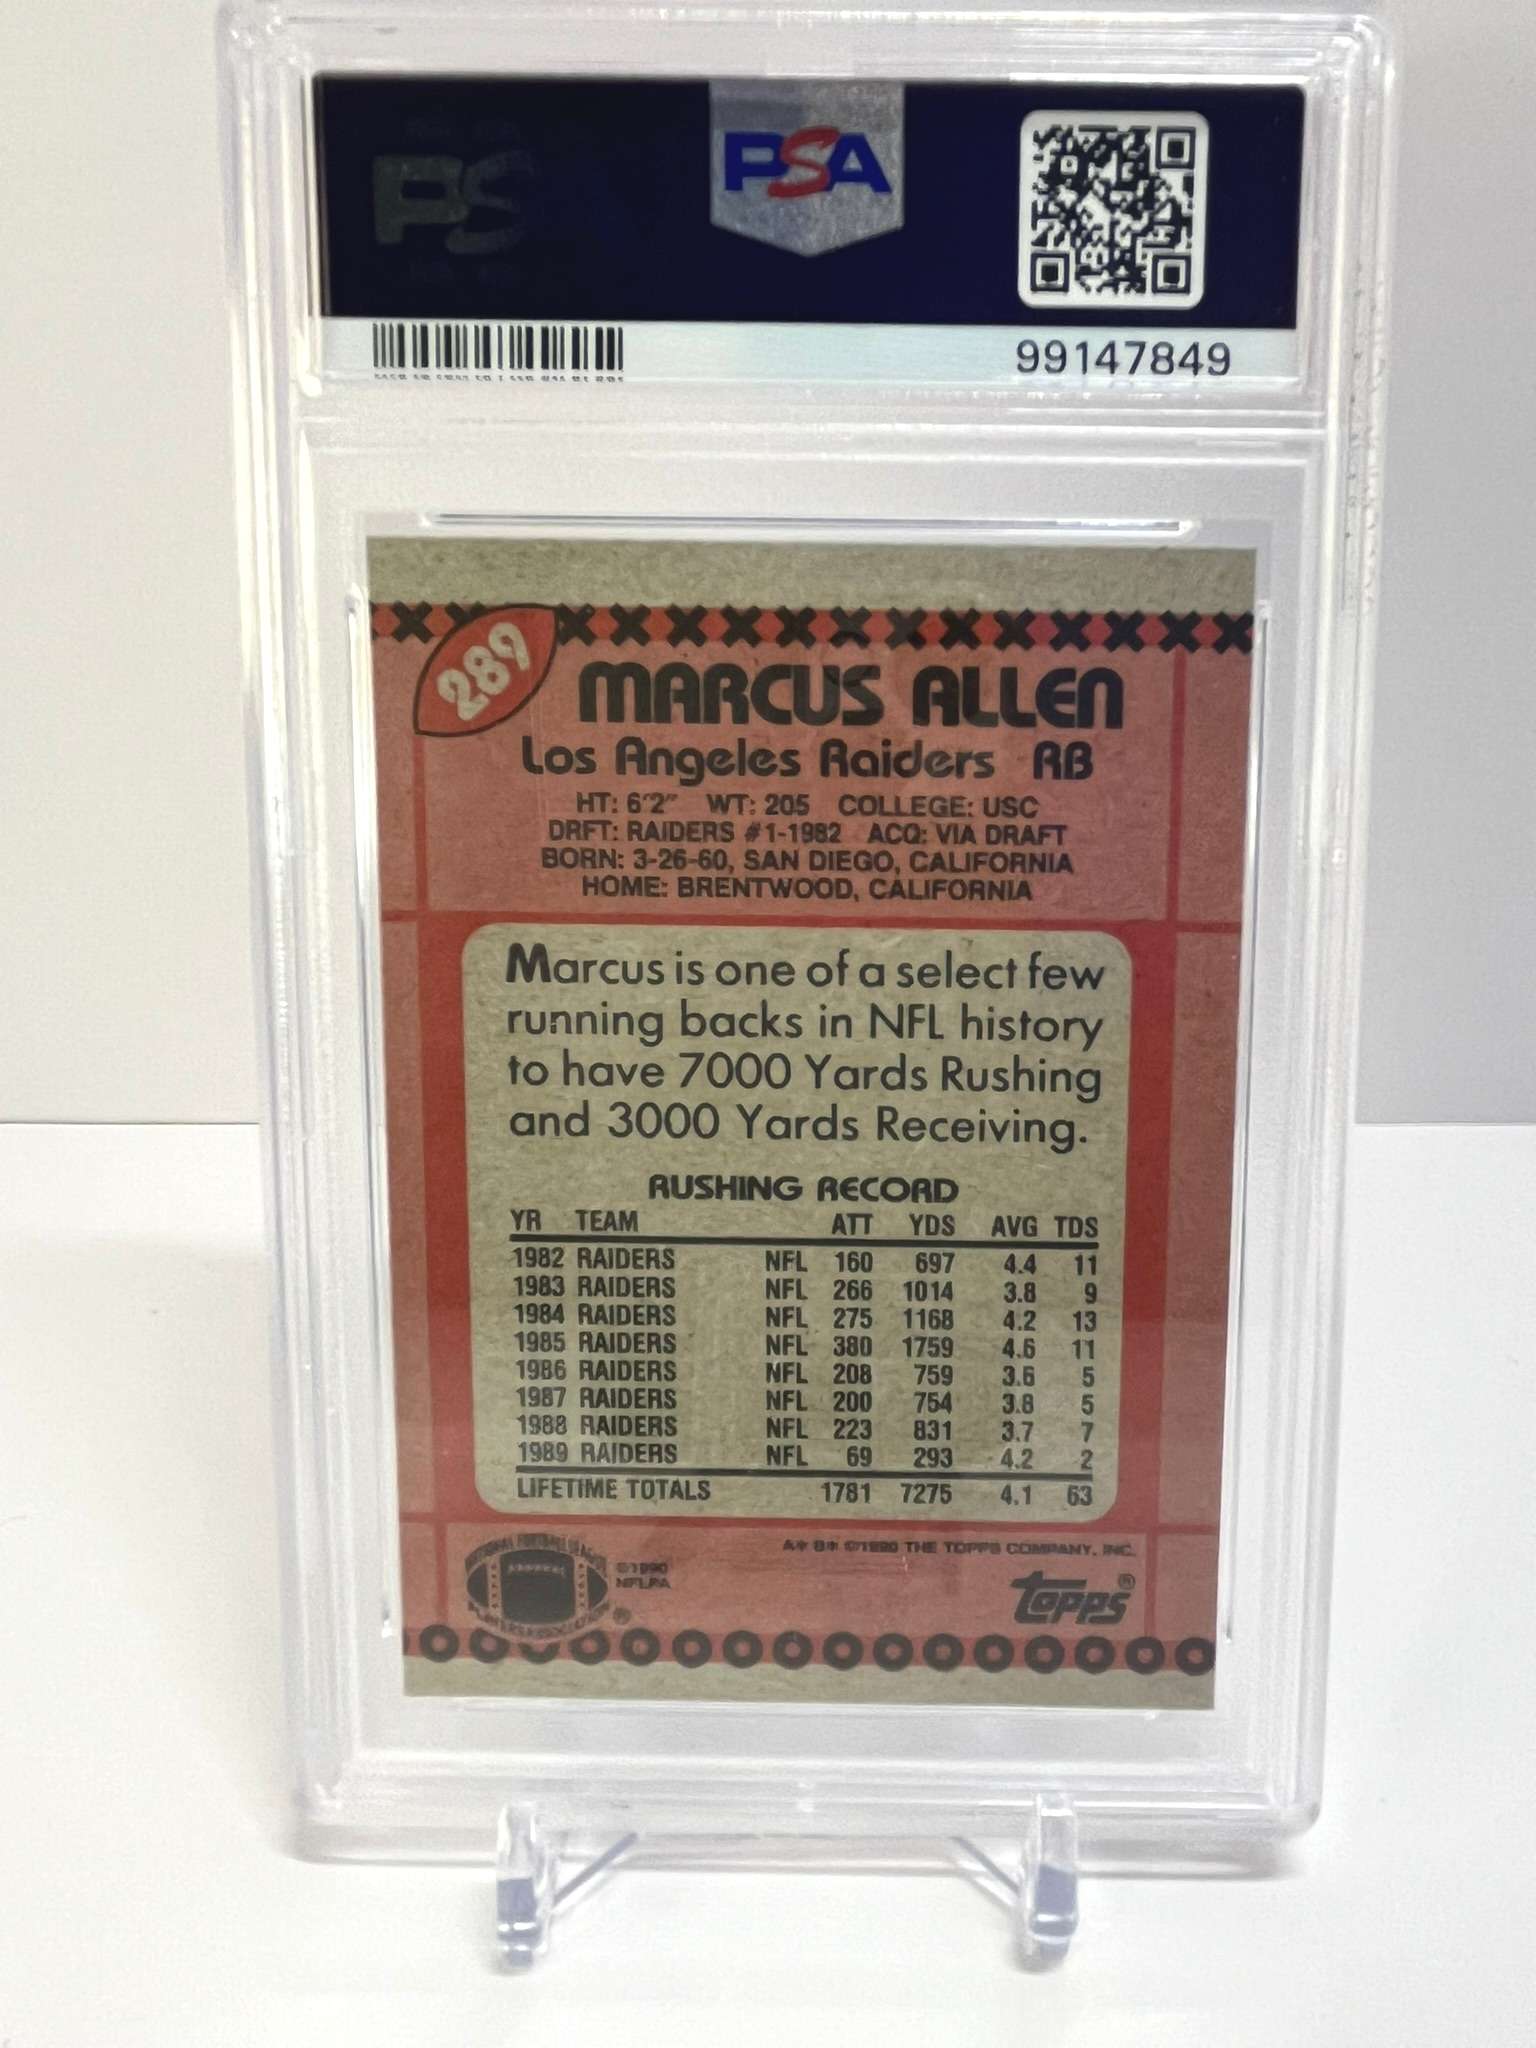 PSA
99147849
289
MARCUS ALLEN
Los Angeles Raiders RB
HT: 6'2" WT: 205 COLLEGE: USC
DRFT: RAIDERS #1-1982 ACQ: VIA DRAFT
BORN: 3-26-60, SAN DIEGO, CALIFORNIA
HOME: BRENTWOOD, CALIFORNIA
Marcus is one of a select few
running backs in NFL history
to have 7000 Yards Rushing
and 3000 Yards Receiving.
RUSHING RECORD
YR TEAM ATT YDS AVG TDS
1982 RAIDERS NFL 160 697 4.4 11
1983 RAIDERS NFL 266 1014 3.8 9
1984 RAIDERS NFL 275 1168 4.2 13
1985 RAIDERS NFL 380 1759 4.6 11
1986 RAIDERS NFL 208 759 3.6 5
1987 RAIDERS NFL 200 754 3.8 5
1988 RAIDERS NFL 223 831 3.7 7
1989 RAIDERS NFL 69 293 4.2 2
LIFETIME TOTALS 1781 7275 4.1 63
A* B* ©1990 THE TOPPS COMPANY, INC.
©1990
NFLPA
TOPPS®